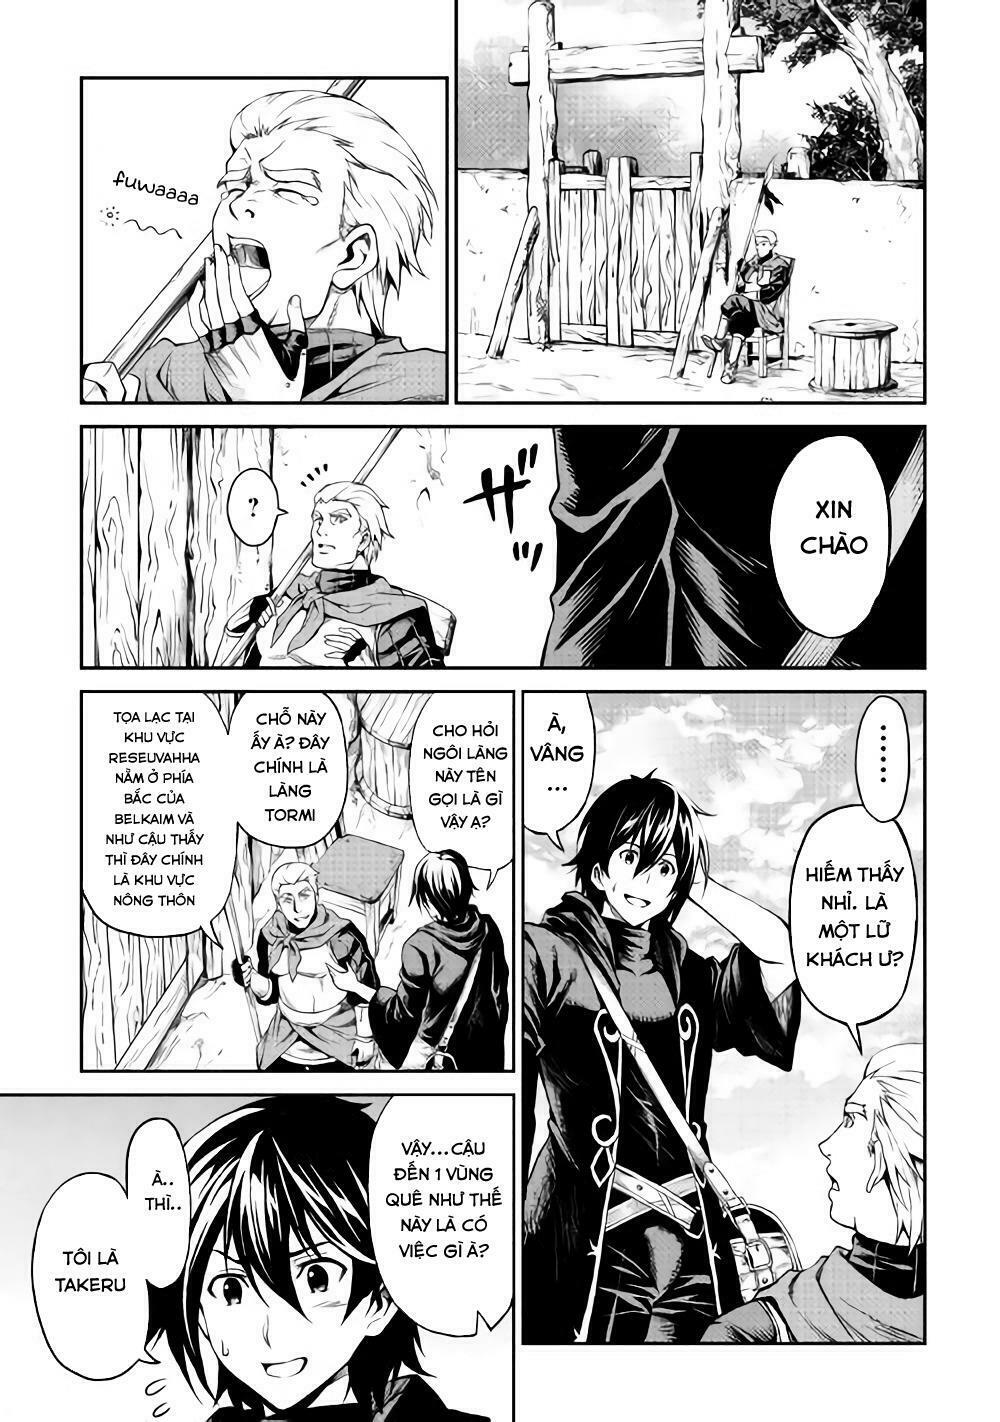 fuwaaaa
XIN
CHÀO
?
ザッ
......
HIẾM THẤY
NHỈ. LÀ
MỘT LỮ
KHÁCH Ư?
À,
VÂNG
...
CHO HỎI
NGÔI LÀNG
NÀY TÊN
GỌI LÀ GÌ
VẬY Ạ?
CHỖ NÀY
ẤY À? ĐÂY
CHÍNH LÀ
LÀNG
TORMI
TỌA LẠC TẠI
KHU VỰC
RESEUVAHHA
NẰM Ở PHÍA
BẮC CỦA
BELKAIM VÀ
NHƯ CẬU THẤY
THÌ ĐÂY CHÍNH
LÀ KHU VỰC
NÔNG THÔN
VẬY...CẬU
ĐẾN 1 VÙNG
QUÊ NHƯ THẾ
NÀY LÀ CÓ
VIỆC GÌ À?
À..
THÌ..
TÔI LÀ
TAKERU